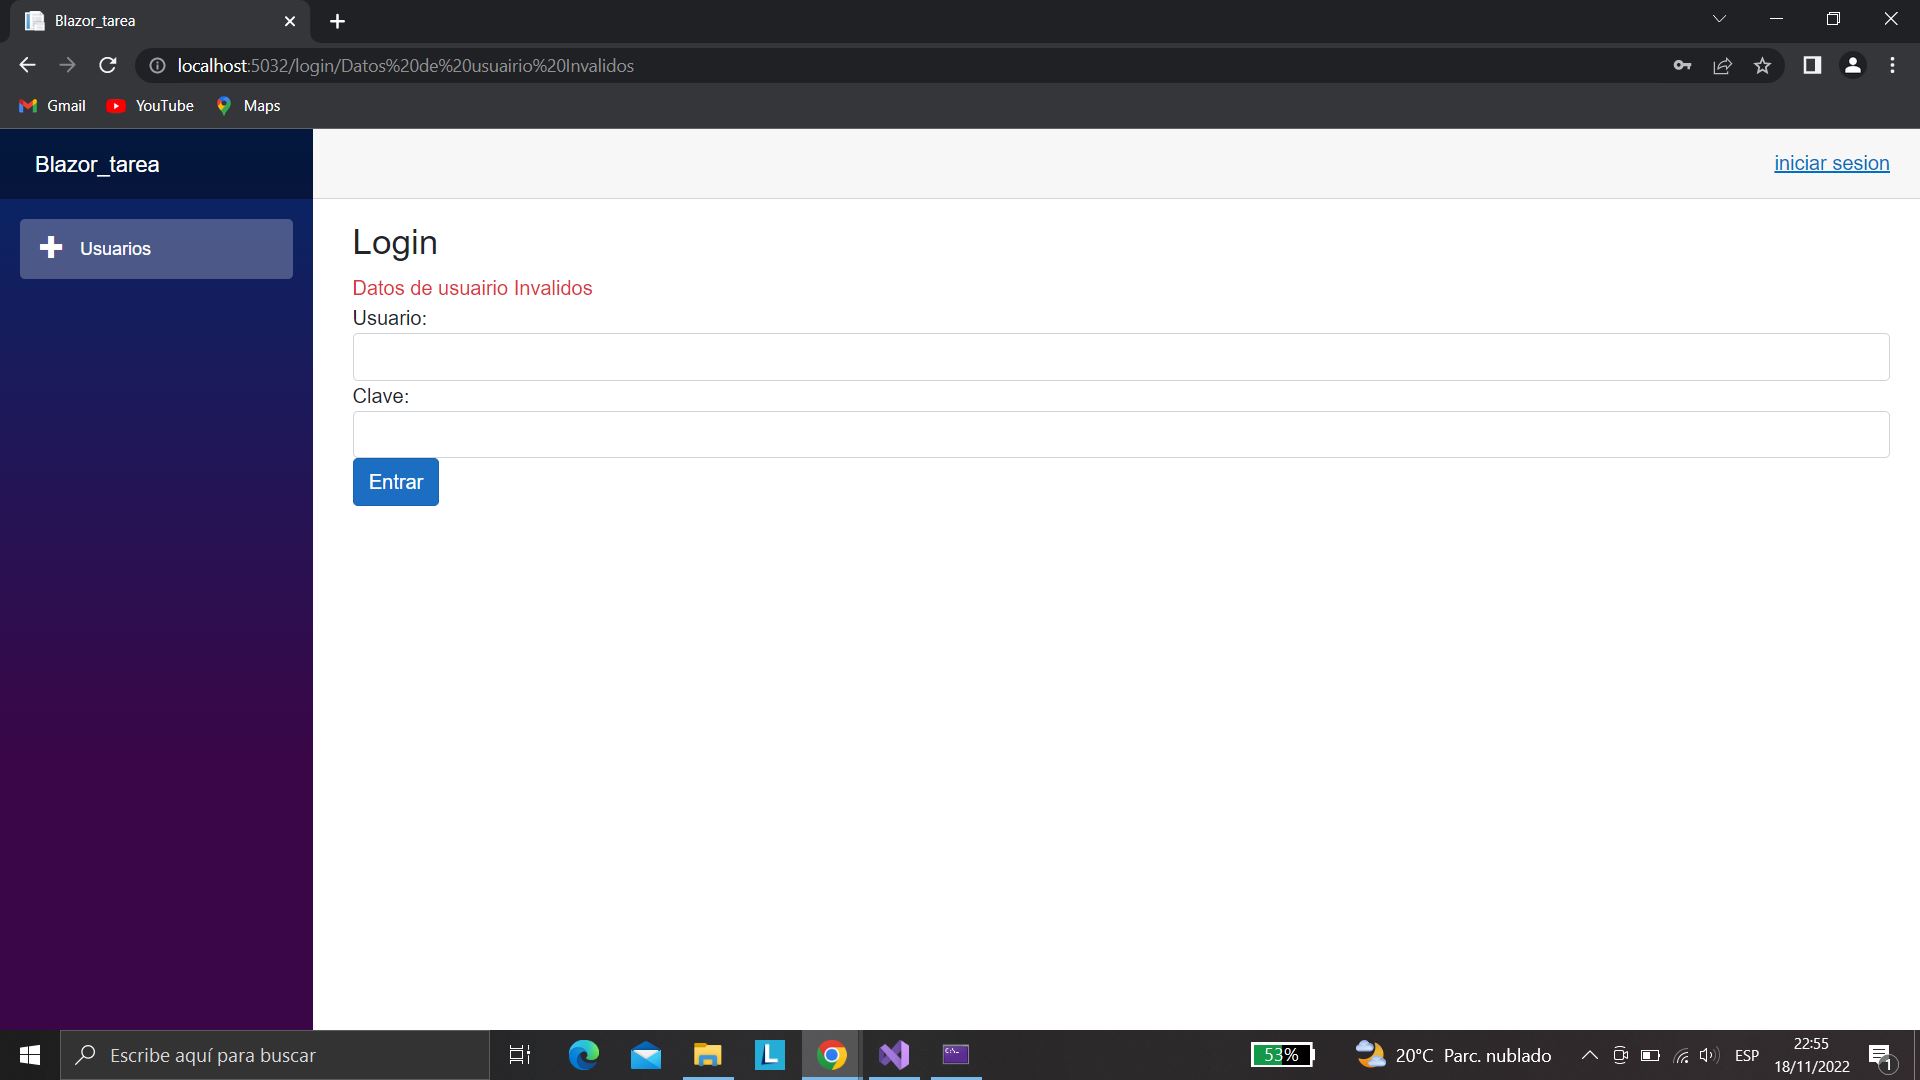 Blazor_tarea
localhost:5032/login/Datos%20de%20usuairio%20Invalidos
Gmail YouTube Maps
Blazor_tarea
iniciar sesion
Usuarios
Login
Datos de usuairio Invalidos
Usuario:
Clave:
Entrar
Escribe aquí para buscar
53%
20°C Parc. nublado
ESP
22:55
18/11/2022
1